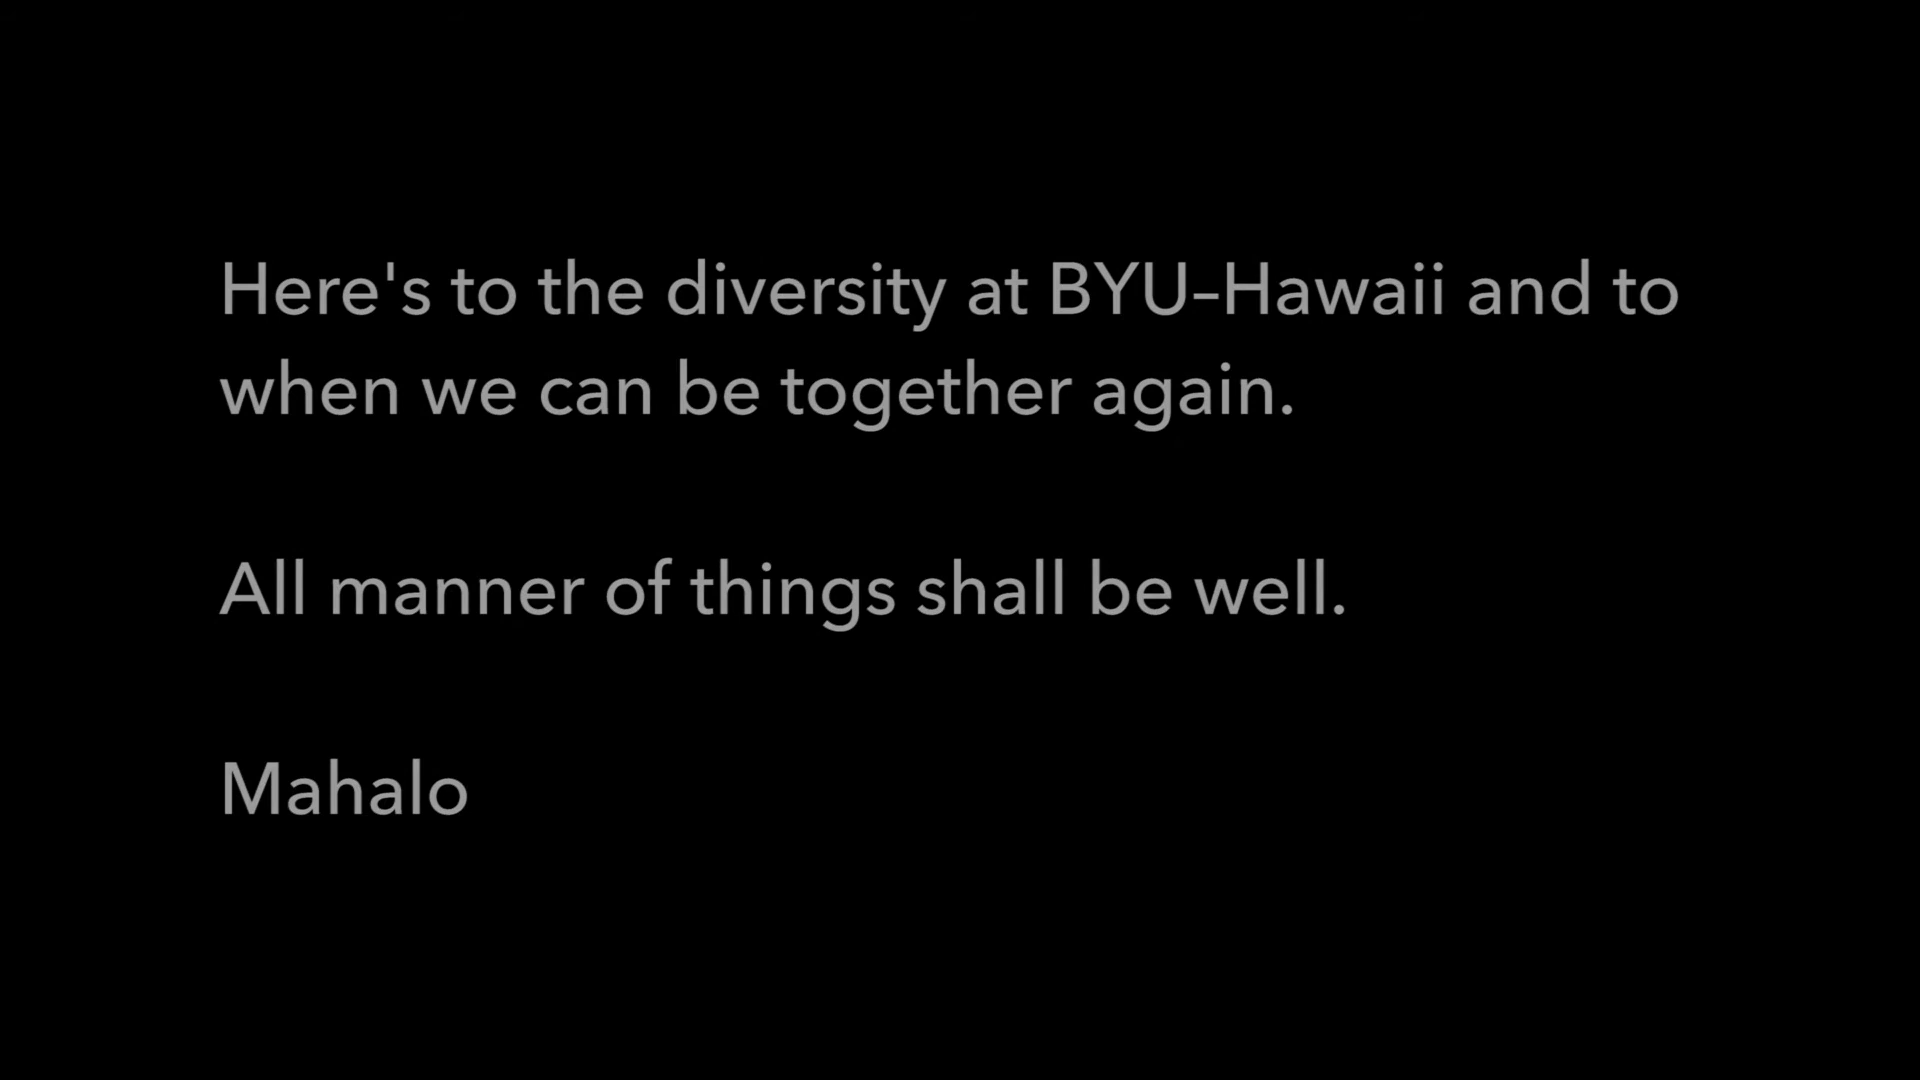 Here's to the diversity at BYU–Hawaii and to
when we can be together again.
All manner of things shall be well.
Mahalo